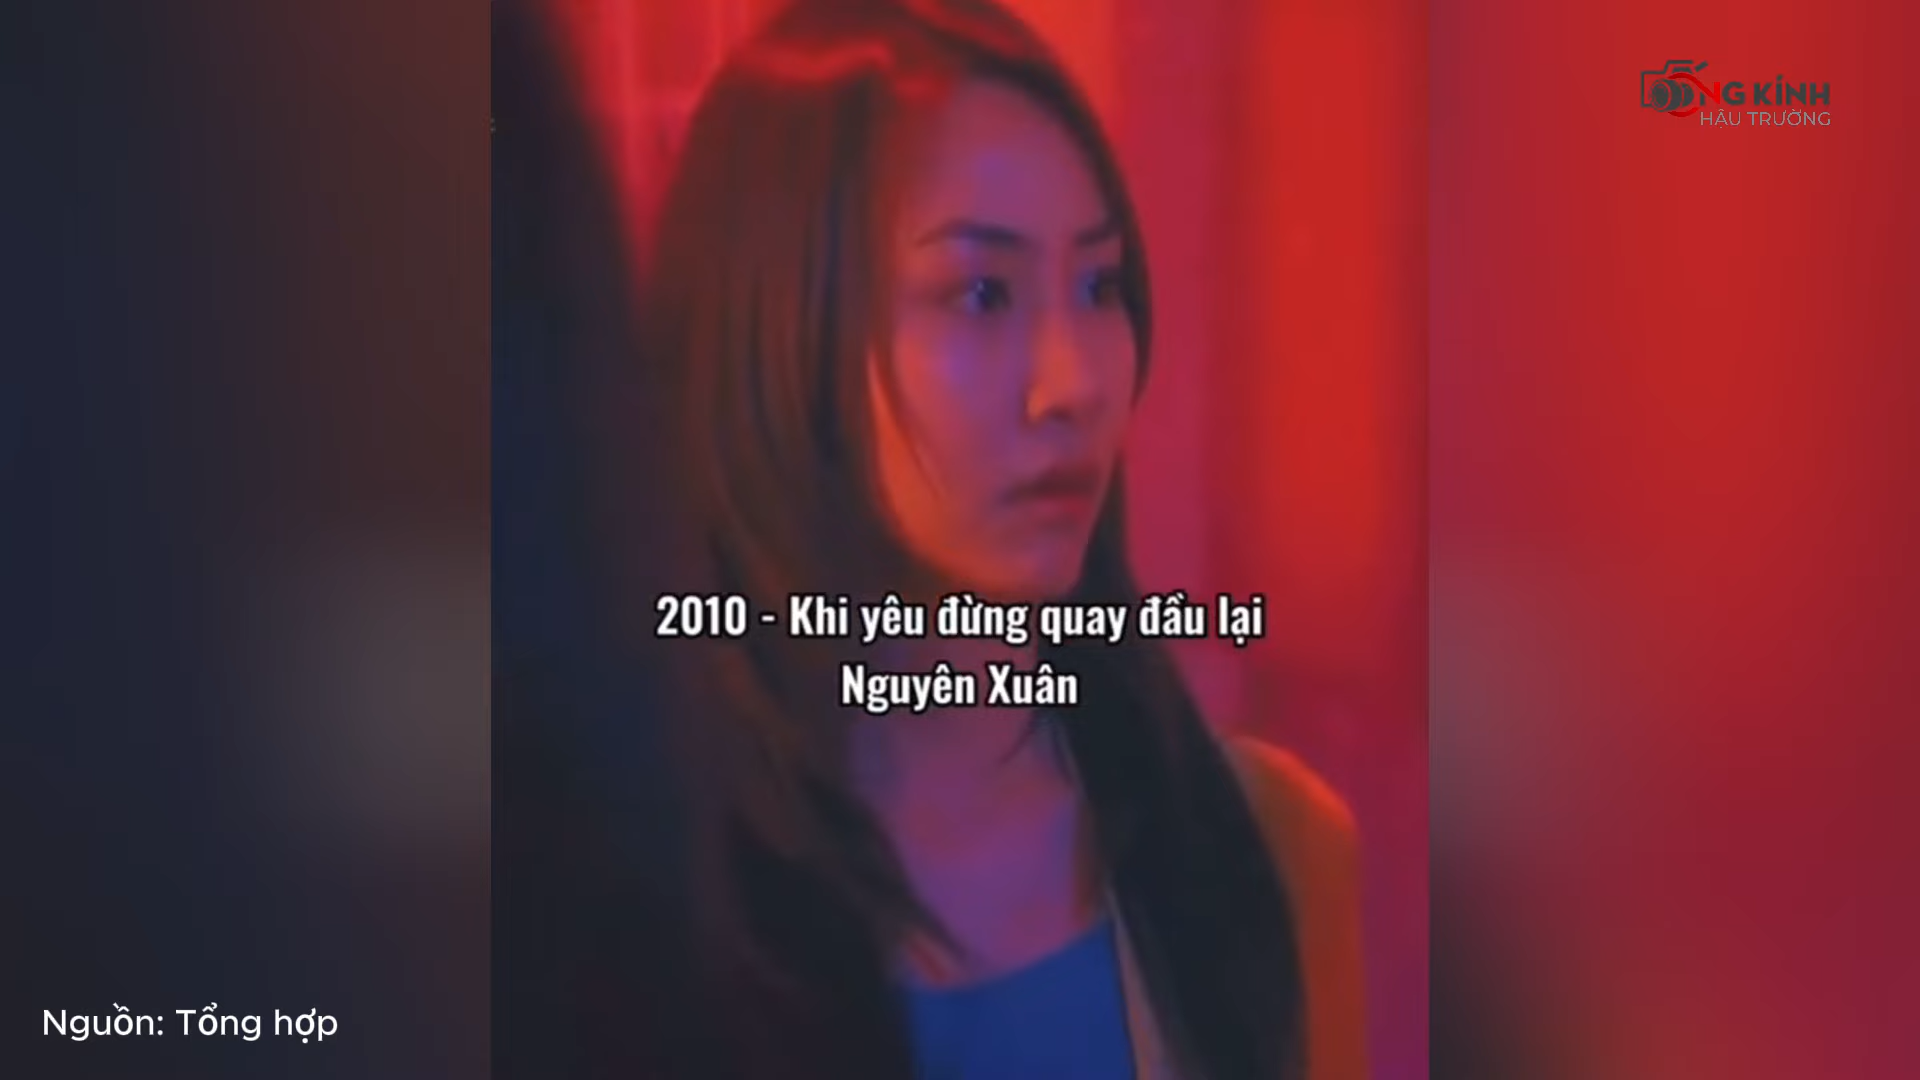 ỐNG KÍNH
HẬU TRƯỜNG
2010 - Khi yêu đừng quay đầu lại
Nguyên Xuân
Nguồn: Tổng hợp